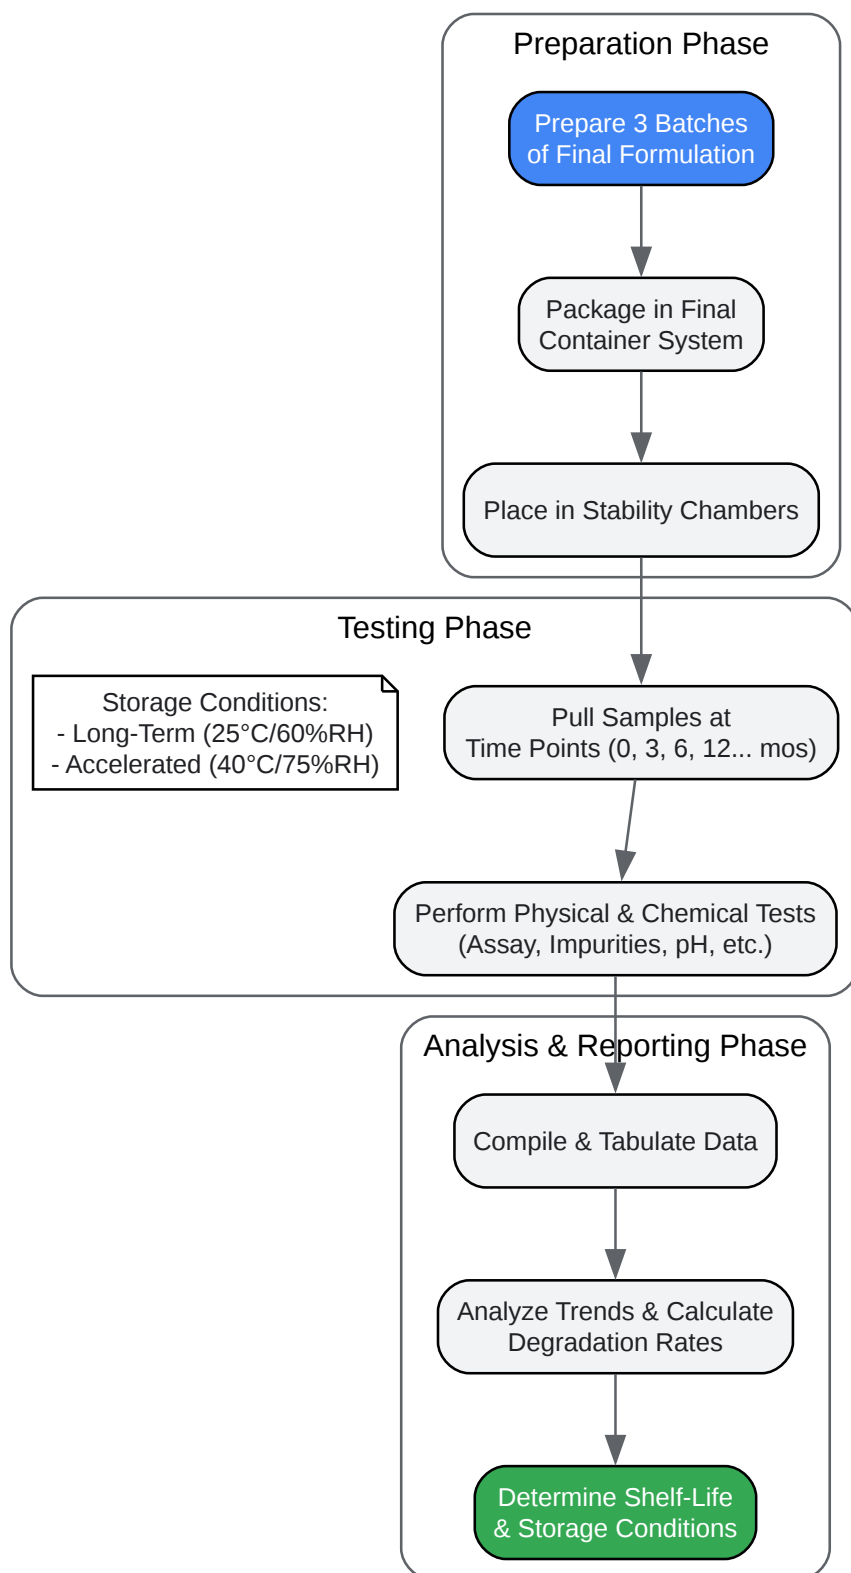 Preparation Phase
Prepare 3 Batches
of Final Formulation
Package in Final
Container System
Place in Stability Chambers
Testing Phase
Storage Conditions:
- Long-Term (25°C/60%RH)
- Accelerated (40°C/75%RH)
Pull Samples at
Time Points (0, 3, 6, 12... mos)
Perform Physical & Chemical Tests
(Assay, Impurities, pH, etc.)
Analysis & Reporting Phase
Compile & Tabulate Data
Analyze Trends & Calculate
Degradation Rates
Determine Shelf-Life
& Storage Conditions